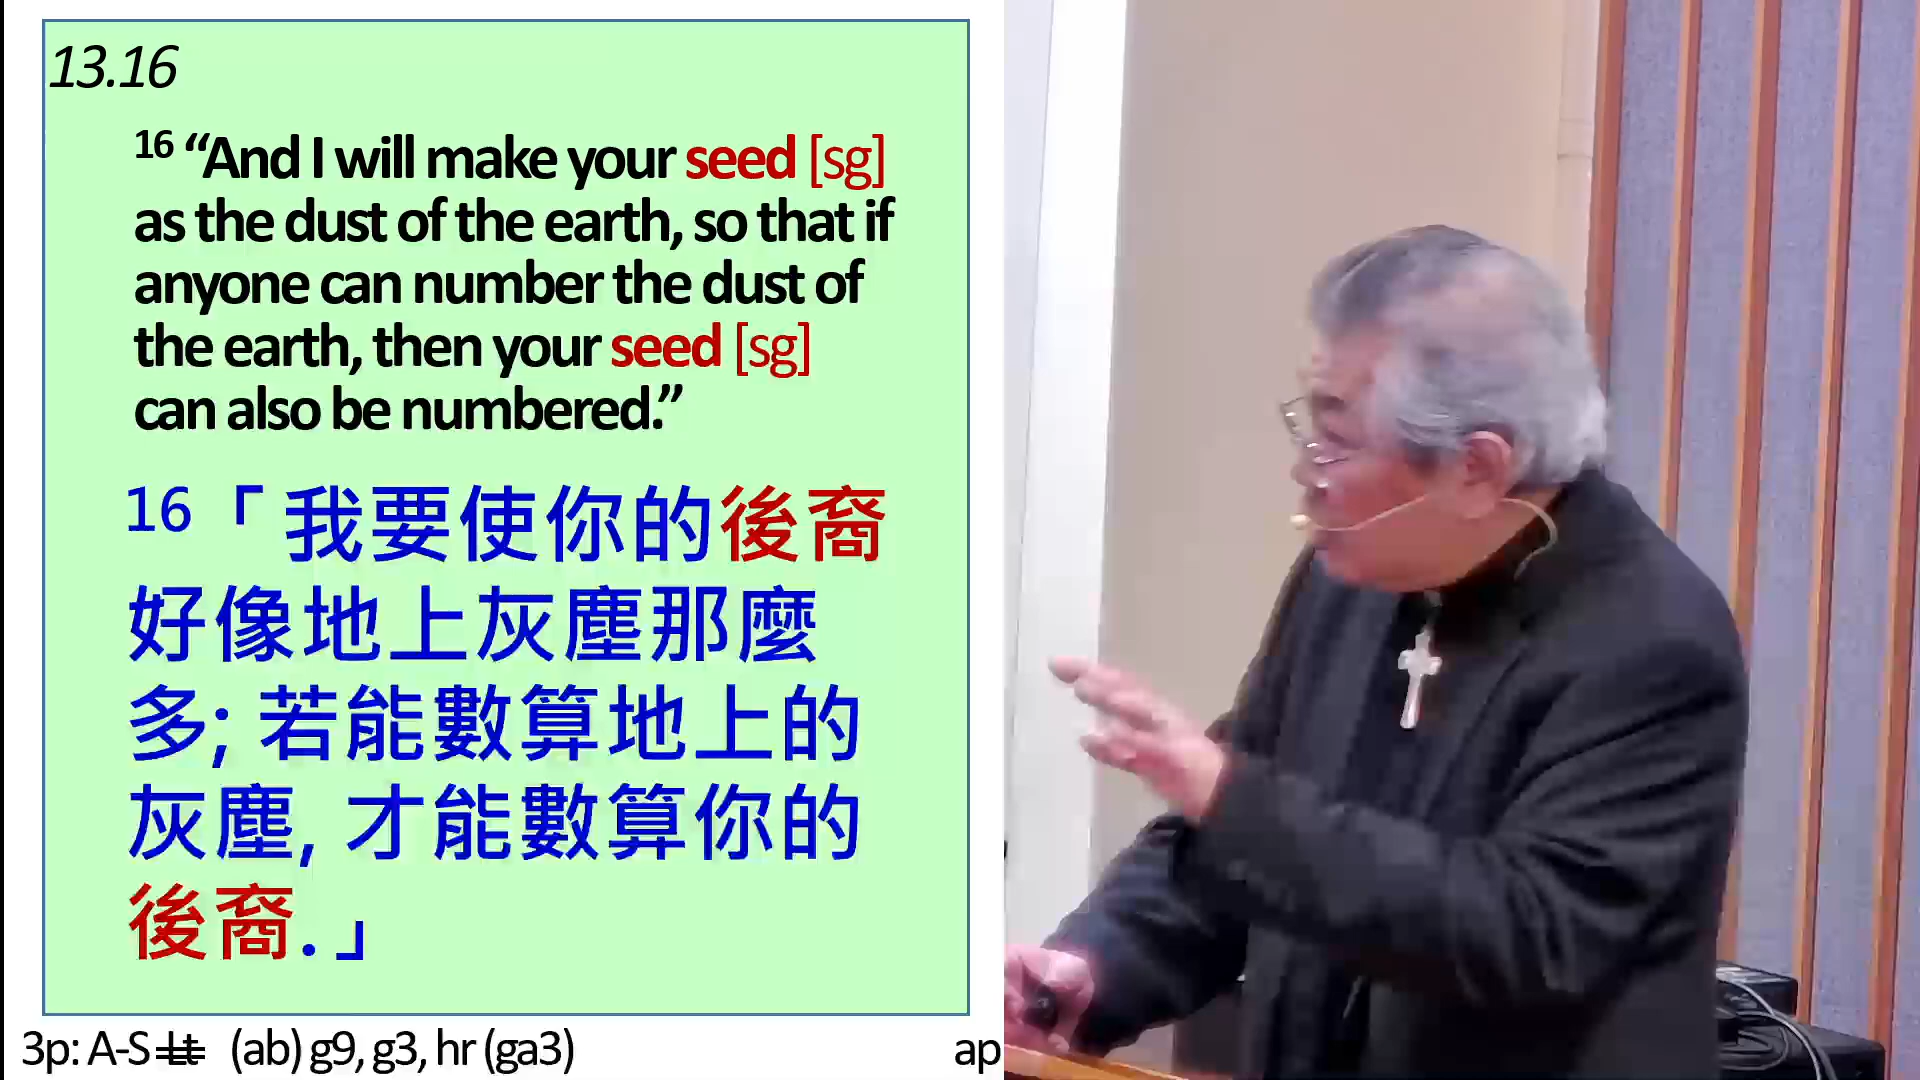 13.16
16 “And I will make your seed [sg]
as the dust of the earth, so that if
anyone can number the dust of
the earth, then your seed [sg]
can also be numbered.”
16「我要使你的後裔
好像地上灰塵那麼
多; 若能數算地上的
灰塵, 才能數算你的
後裔.」
3p: A-S Lt (ab) g9, g3, hr (ga3)
ap